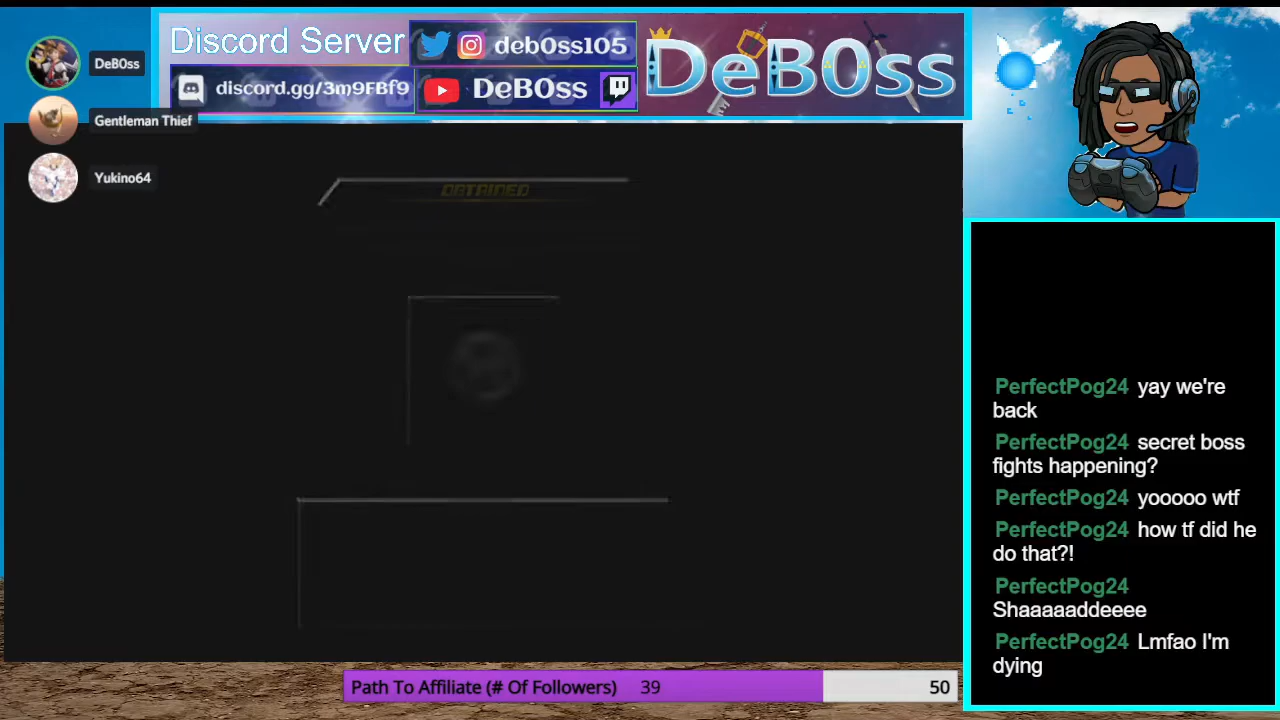 Discord Server
deb0ss105
discord.gg/3m9FBf9
DeB0ss
DeB0ss
DeB0ss
Gentleman Thief
Yukino64
OBTAINED
PerfectPog24 yay we're
back
PerfectPog24 secret boss
fights happening?
PerfectPog24 yooooo wtf
PerfectPog24 how tf did he
do that?!
PerfectPog24
Shaaaaaddeeee
PerfectPog24 Lmfao I'm
dying
Path To Affiliate (# Of Followers) 39 50